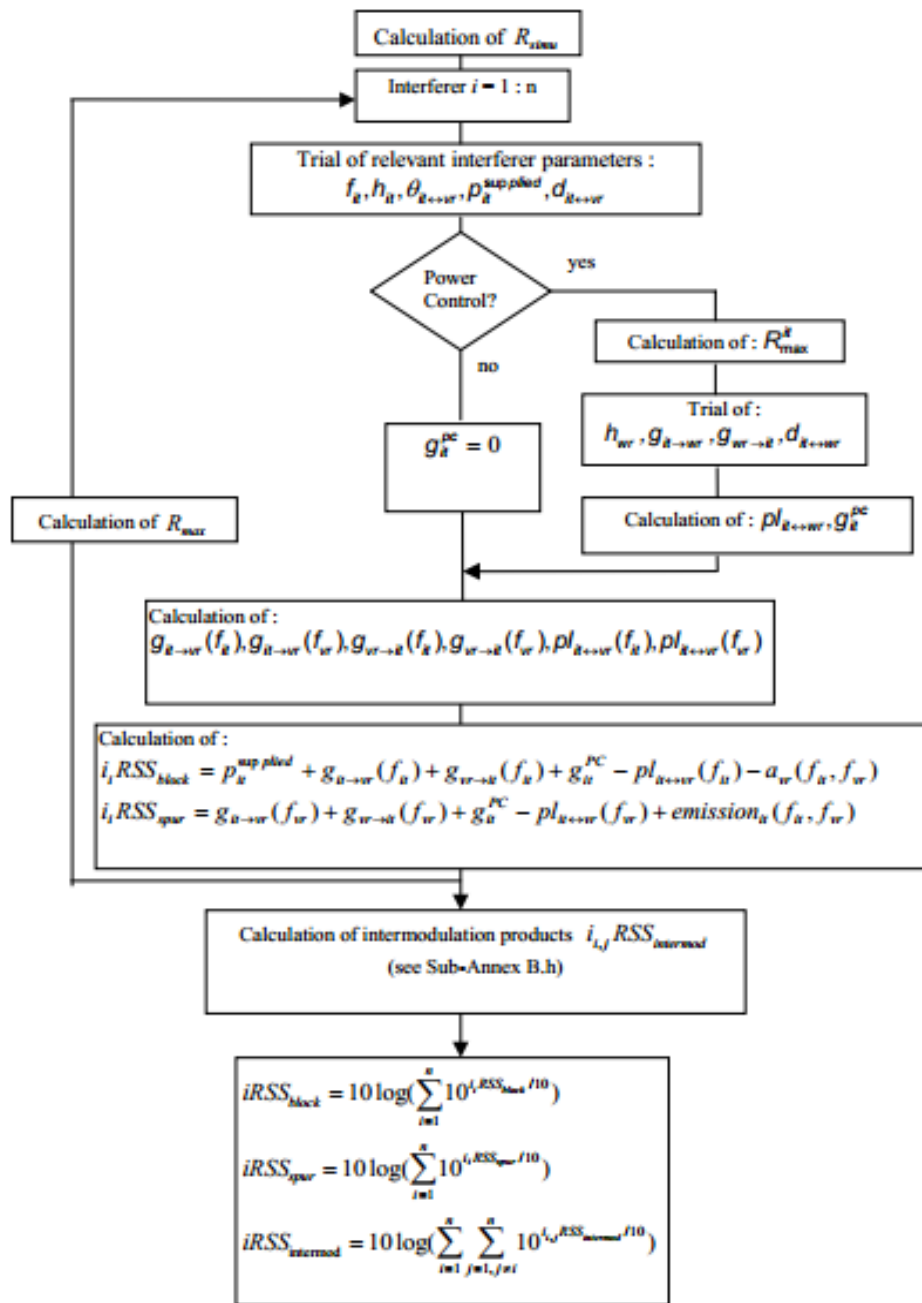 Calculation of R_simu
Interferer i = 1 : n
Trial of relevant interferer parameters :
f_it, h_it, θ_it↔vr, p_it^supplied, d_it↔vr
Power
Control?
yes
no
Calculation of : R_max^it
Trial of :
h_wr, g_it→wr, g_wr→it, d_it↔wr
g_it^pc = 0
Calculation of R_max
Calculation of : pl_it↔wr, g_it^pc
Calculation of :
g_it→vr(f_it), g_it→vr(f_vr), g_vr→it(f_it), g_vr→it(f_vr), pl_it↔vr(f_it), pl_it↔vr(f_vr)
Calculation of :
i_i RSS_block = p_it^supplied + g_it→vr(f_it) + g_vr→it(f_it) + g_it^PC − pl_it↔vr(f_it) − a_vr(f_it, f_vr)
i_i RSS_spur = g_it→vr(f_vr) + g_vr→it(f_vr) + g_it^PC − pl_it↔vr(f_vr) + emission_it(f_it, f_vr)
Calculation of intermodulation products i_i,j RSS_intermod
(see Sub-Annex B.h)
iRSS_block = 10 log(∑_{i=1}^{n} 10^{i_i RSS_block /10})
iRSS_spur = 10 log(∑_{i=1}^{n} 10^{i_i RSS_spur /10})
iRSS_intermod = 10 log(∑_{i=1}^{n} ∑_{j=1, j≠i}^{n} 10^{i_i,j RSS_intermod /10})